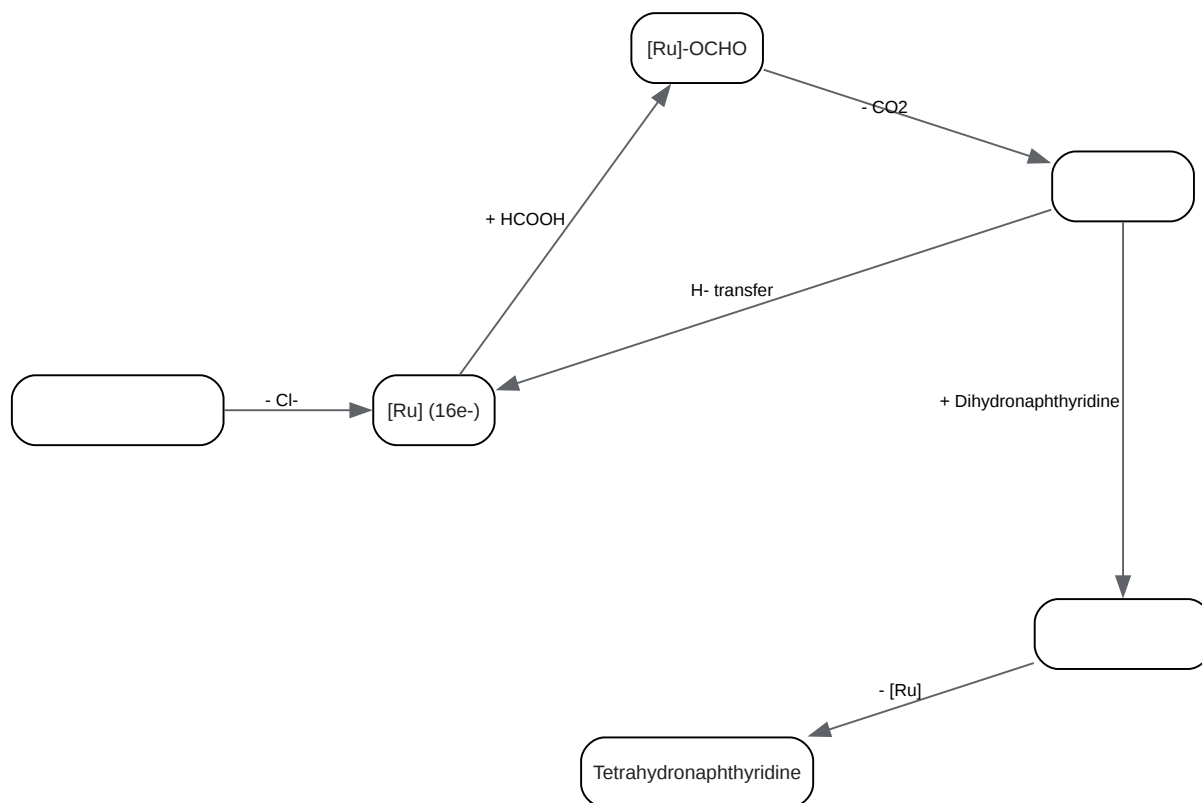 [Ru]-OCHO
- CO2
+ HCOOH
H- transfer
- Cl-
[Ru] (16e-)
+ Dihydronaphthyridine
- [Ru]
Tetrahydronaphthyridine